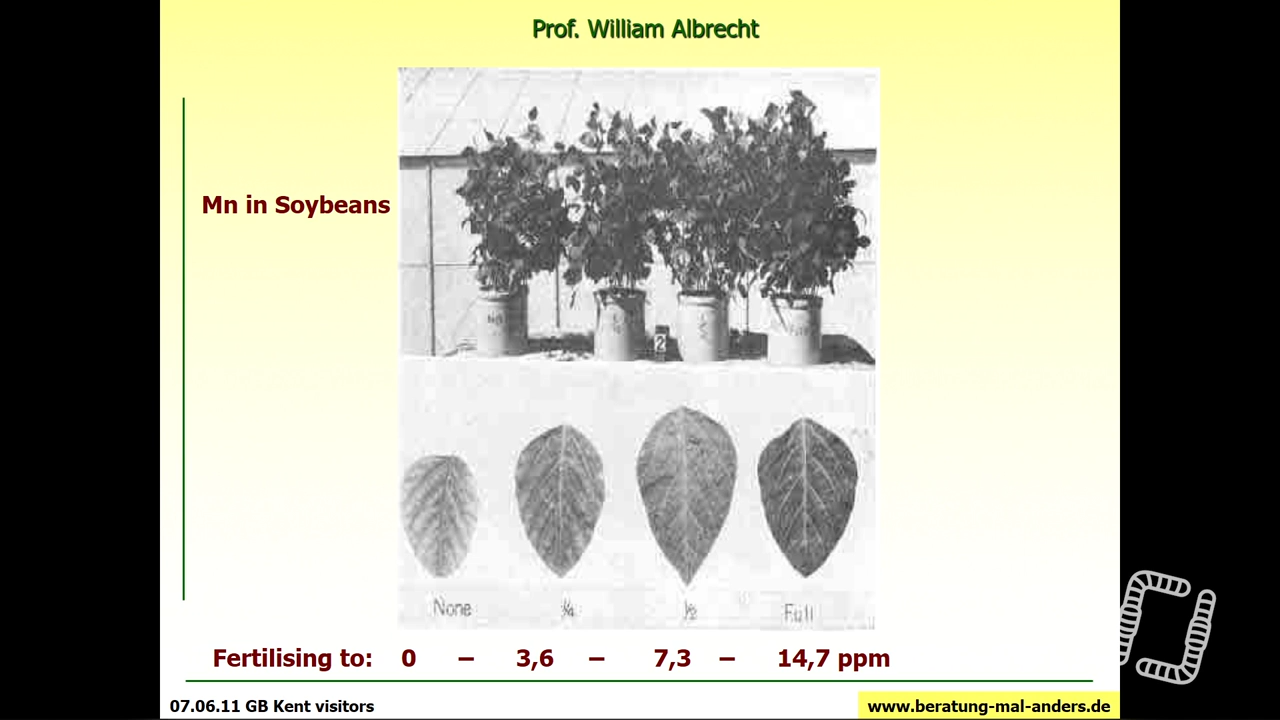 Prof. William Albrecht
Mn in Soybeans
2
None ¼ ½ Full
Fertilising to: 0 – 3,6 – 7,3 – 14,7 ppm
07.06.11 GB Kent visitors
www.beratung-mal-anders.de